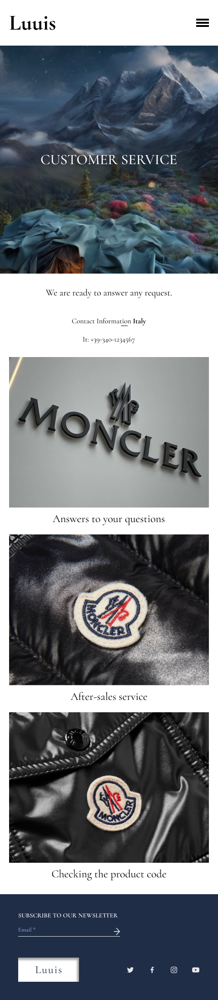 Luuis
CUSTOMER SERVICE
We are ready to answer any request.
Contact Information Italy
It: +39-340-1234567
MONCLER
Answers to your questions
MONCLER
After-sales service
MONCLER
MONCLER
Checking the product code
SUBSCRIBE TO OUR NEWSLETTER
Email *
Luuis